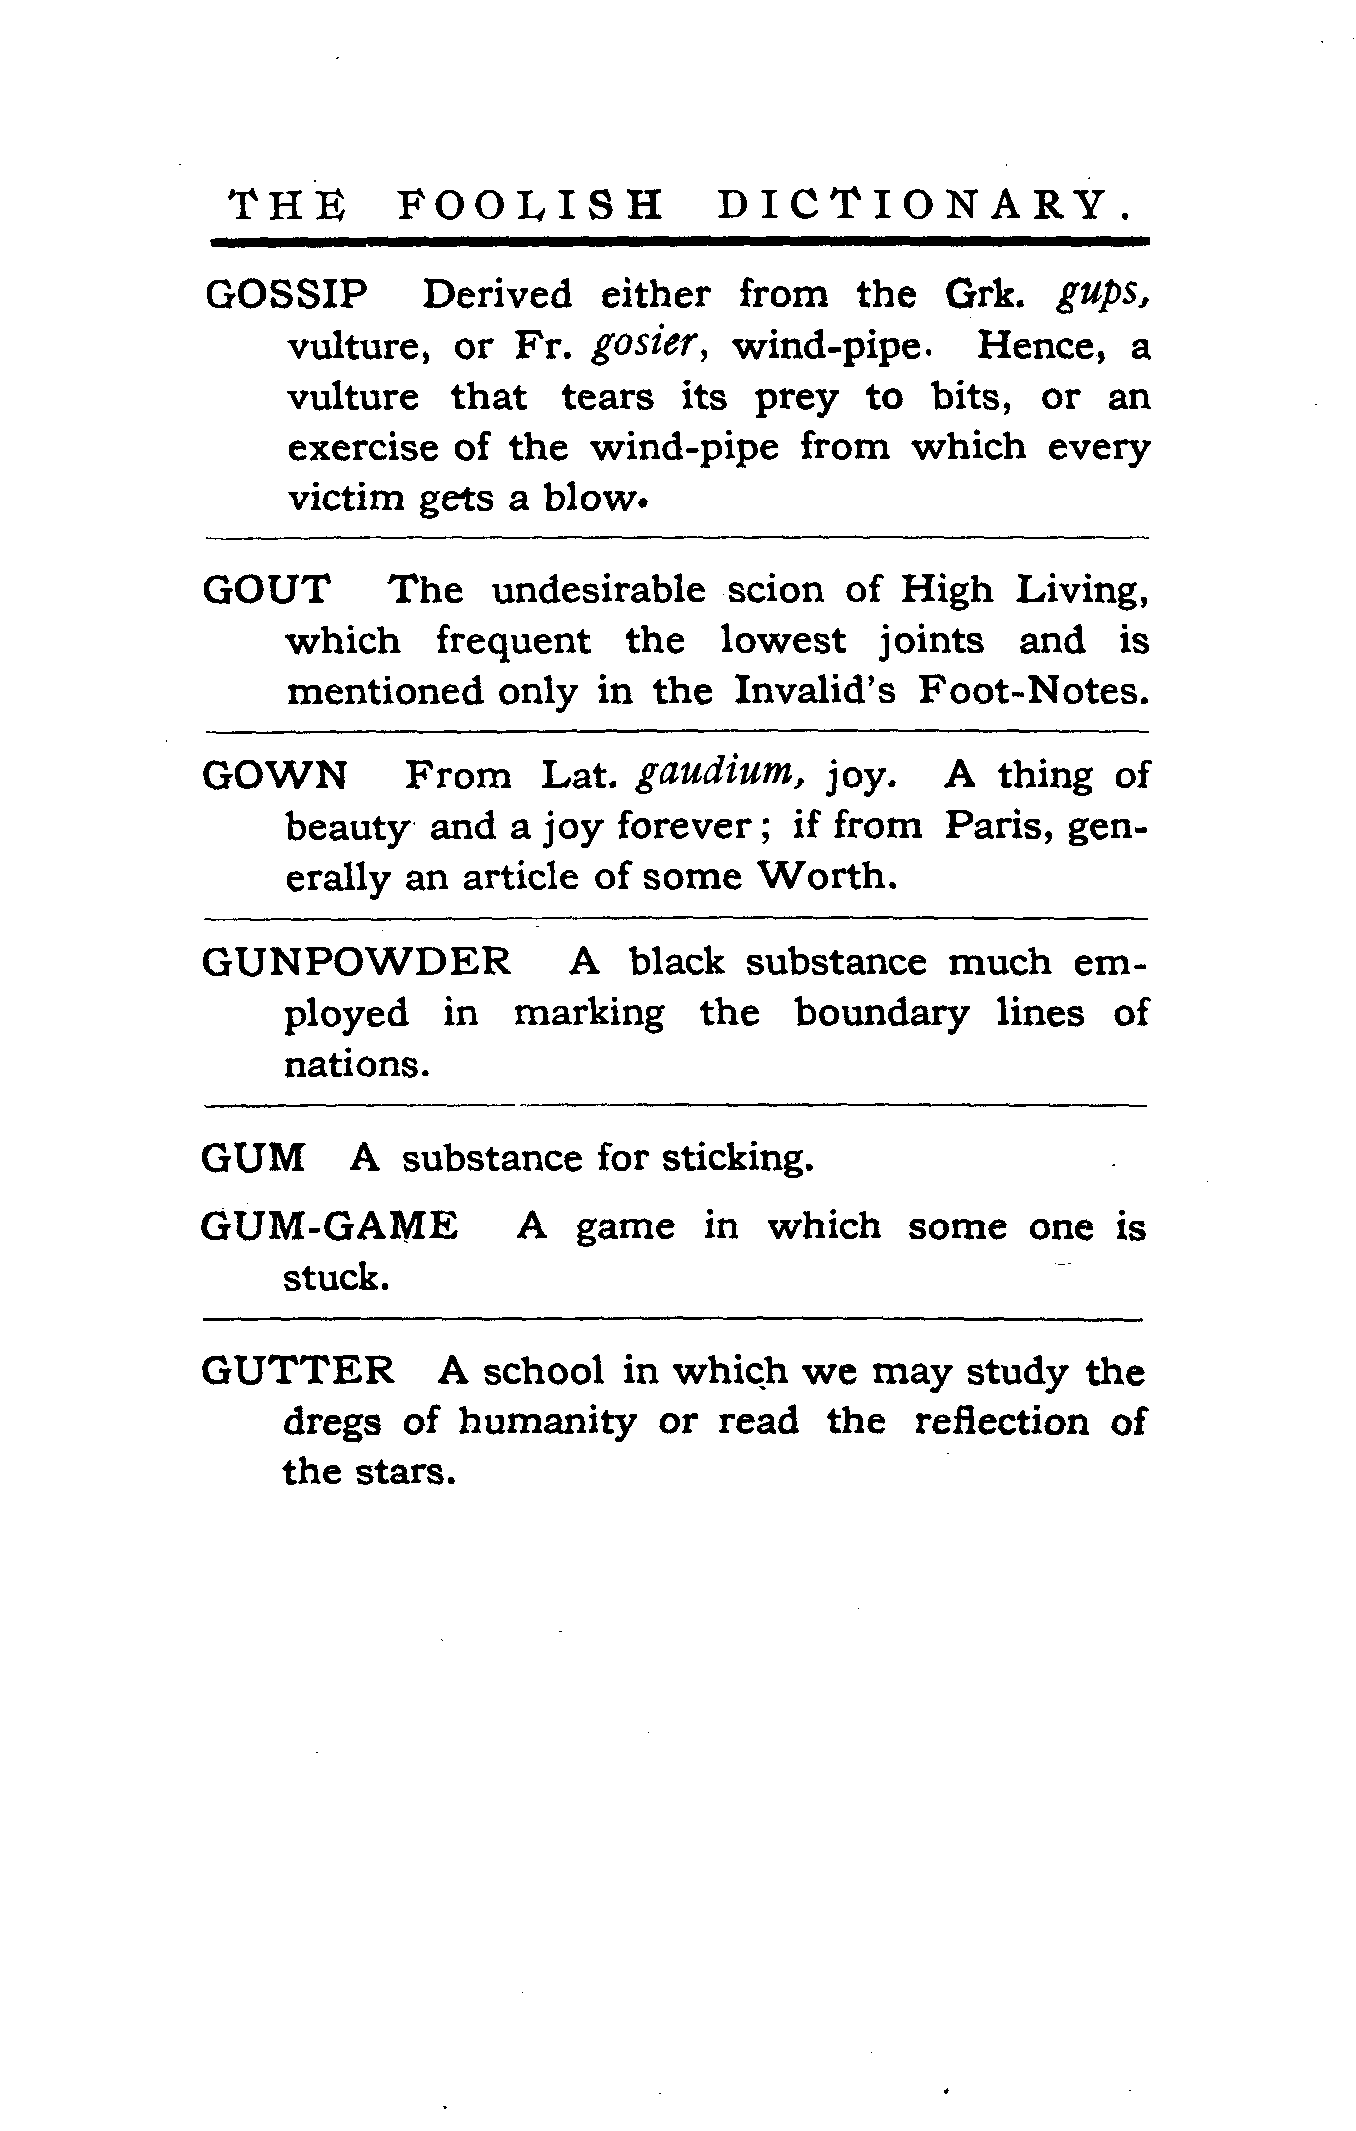 THE FOOLISH DICTIONARY.
GOSSIP Derived either from the Grk. gups,
vulture, or Fr. gosier, wind-pipe. Hence, a
vulture that tears its prey to bits, or an
exercise of the wind-pipe from which every
victim gets a blow.
GOUT The undesirable scion of High Living,
which frequent the lowest joints and is
mentioned only in the Invalid's Foot-Notes.
GOWN From Lat. gaudium, joy. A thing of
beauty and a joy forever; if from Paris, gen-
erally an article of some Worth.
GUNPOWDER A black substance much em-
ployed in marking the boundary lines of
nations.
GUM A substance for sticking.
GUM-GAME A game in which some one is
stuck.
GUTTER A school in which we may study the
dregs of humanity or read the reflection of
the stars.